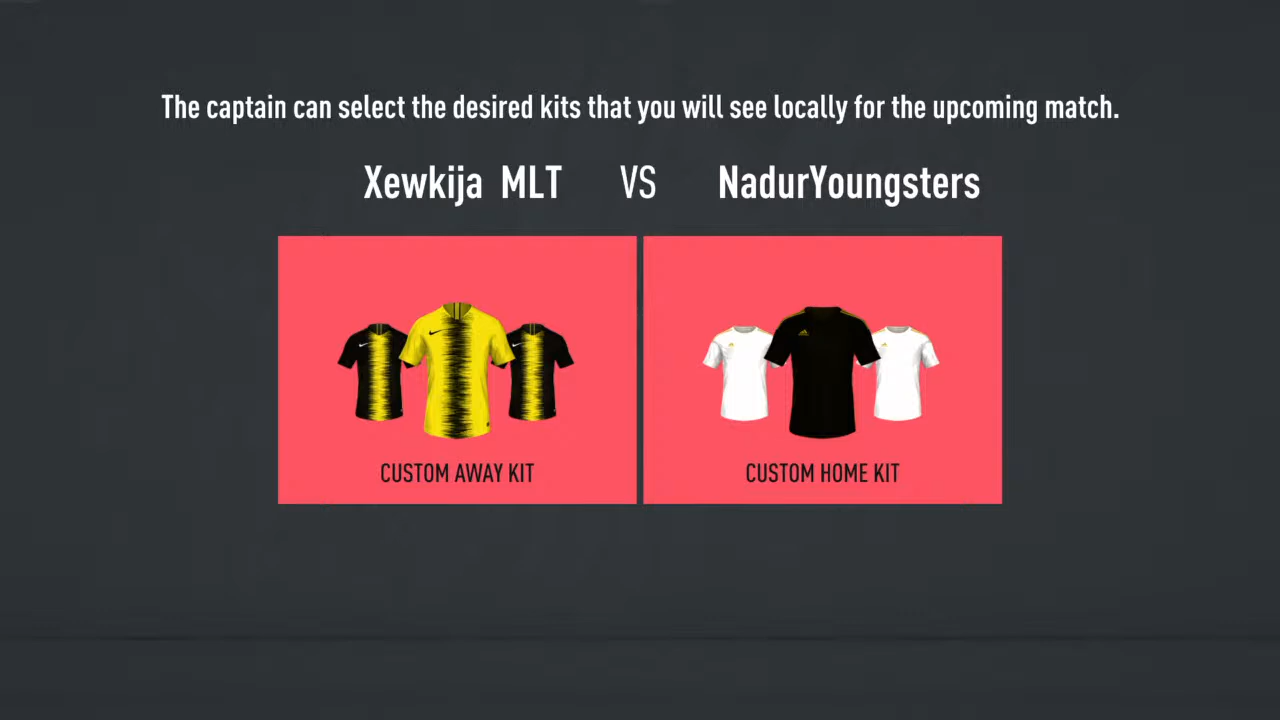 The captain can select the desired kits that you will see locally for the upcoming match.
Xewkija MLT VS NadurYoungsters
CUSTOM AWAY KIT CUSTOM HOME KIT